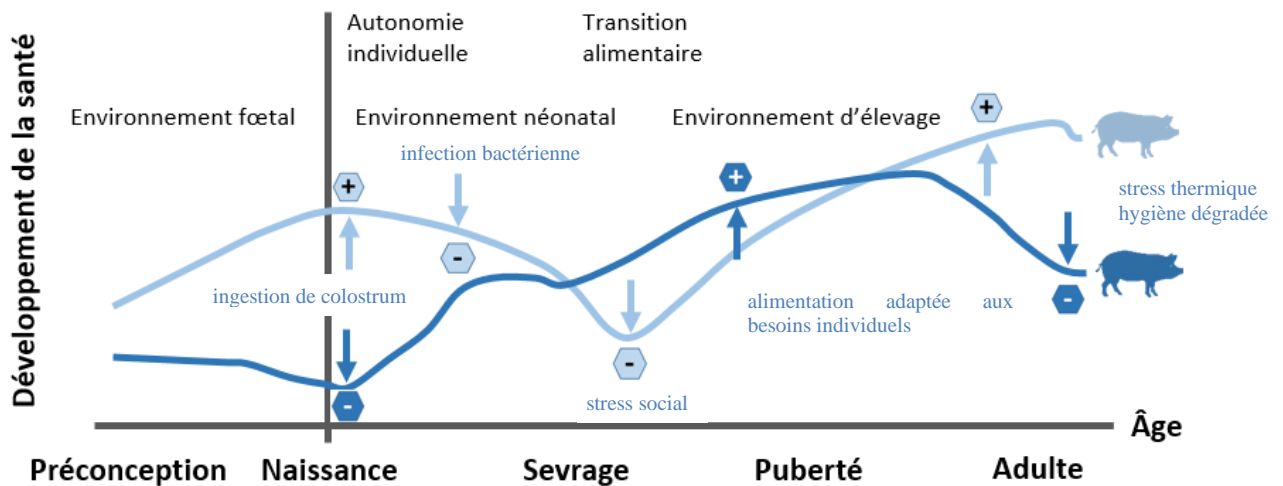 Développement de la santé
Autonomie
individuelle
Transition
alimentaire
Environnement fœtal
Environnement néonatal
Environnement d'élevage
infection bactérienne
+
-
+
+
ingestion de colostrum
-
-
stress social
alimentation adaptée aux
besoins individuels
stress thermique
hygiène dégradée
-
Âge
Préconception
Naissance
Sevrage
Puberté
Adulte